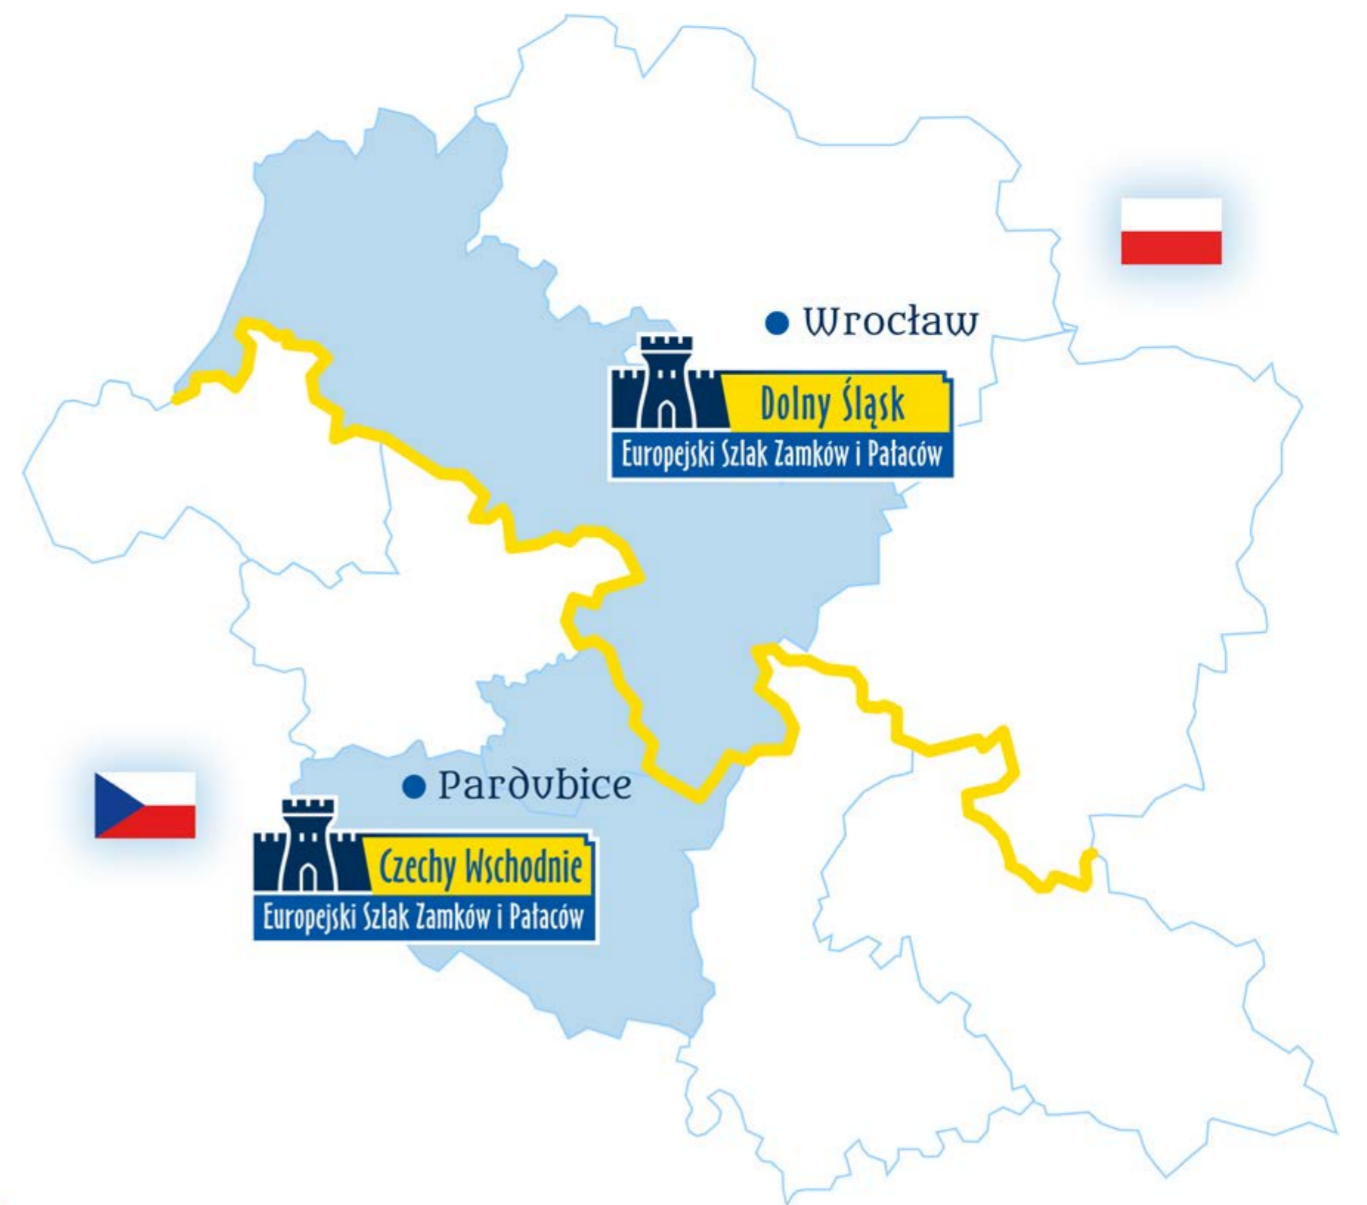 Wrocław
Dolny Śląsk
Europejski Szlak Zamków i Pałaców
Pardubice
Czechy Wschodnie
Europejski Szlak Zamków i Pałaców